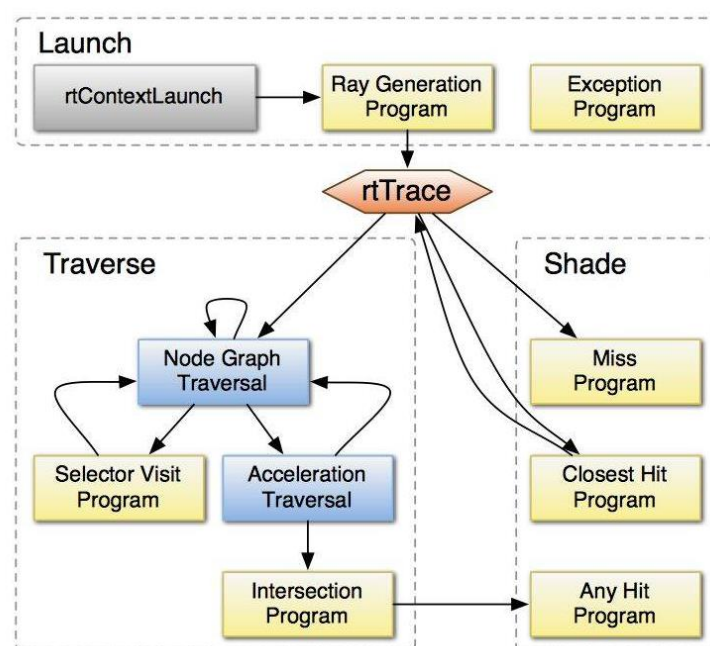 Launch
rtContextLaunch
Ray Generation
Program
Exception
Program
rtTrace
Traverse
Shade
Node Graph
Traversal
Miss
Program
Selector Visit
Program
Acceleration
Traversal
Closest Hit
Program
Intersection
Program
Any Hit
Program